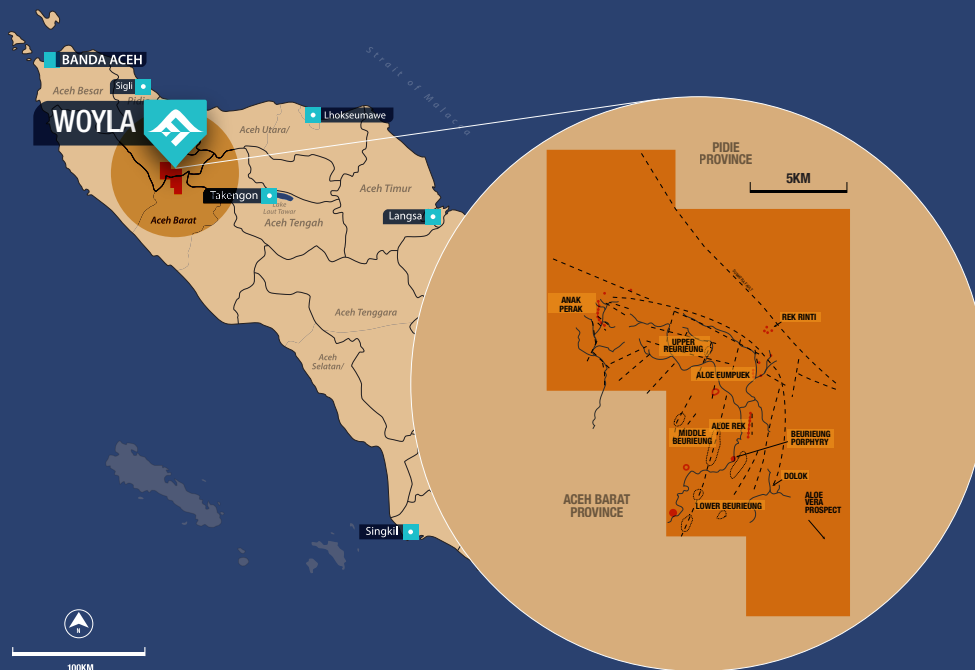 BANDA ACEH
Strait of Malacca
Aceh Besar
Sigli
WOYLA
Lhokseumawe
Aceh Utara/
Takengon
Lake
Laut Tawar
Aceh Timur
Langsa
Aceh Barat
Aceh Tengah
Aceh Tenggara
Aceh
Selatan/
Singkil
N
100KM
PIDIE
PROVINCE
5KM
ANAK
PERAK
REK RINTI
UPPER
REURIEUNG
ALOE EUMPUEK
ALOE REK
MIDDLE
BEURIEUNG
BEURIEUNG
PORPHYRY
DOLOK
ACEH BARAT
PROVINCE
LOWER BEURIEUNG
ALOE
VERA
PROSPECT